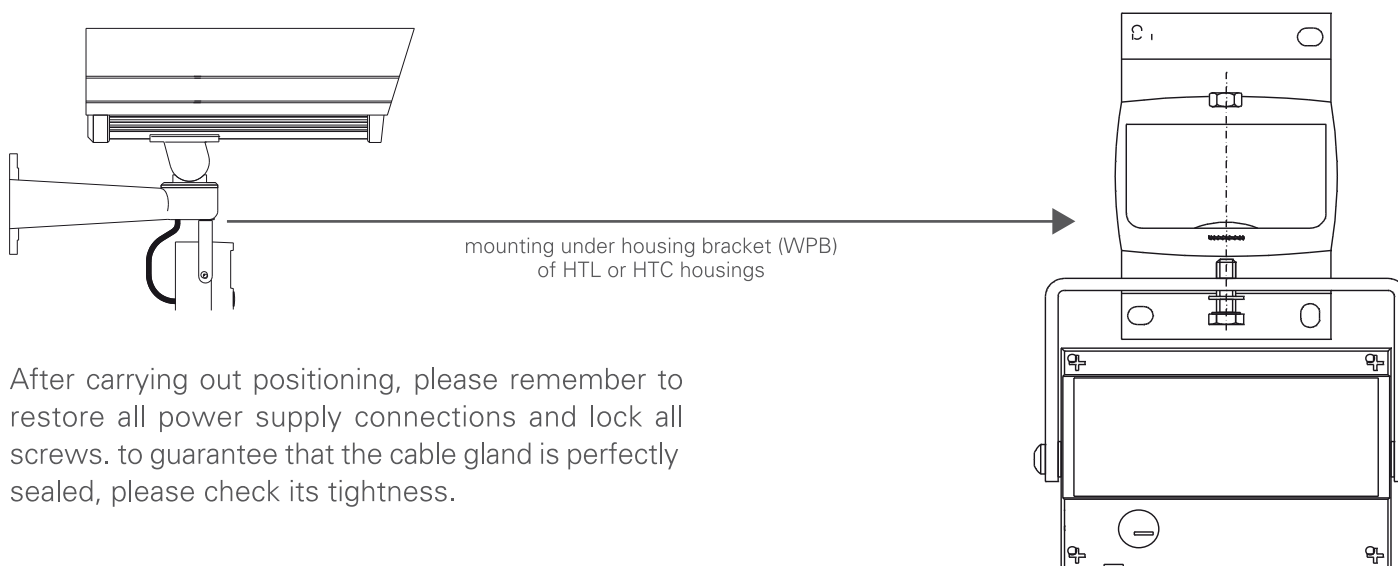 mounting under housing bracket (WPB)
of HTL or HTC housings
After carrying out positioning, please remember to
restore all power supply connections and lock all
screws. to guarantee that the cable gland is perfectly
sealed, please check its tightness.